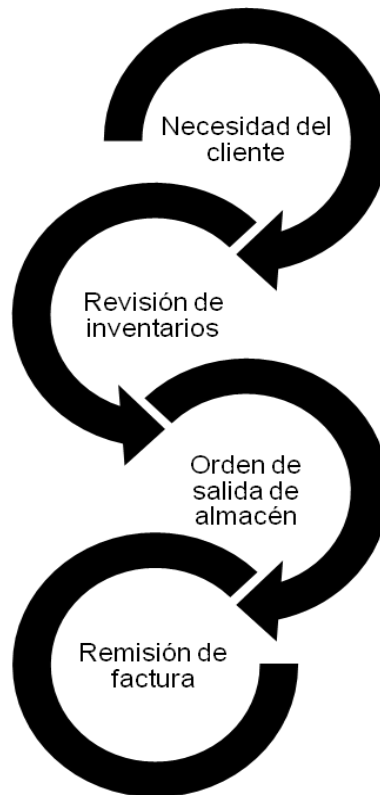 Necesidad del
cliente
Revisión de
inventarios
Orden de
salida de
almacén
Remisión de
factura